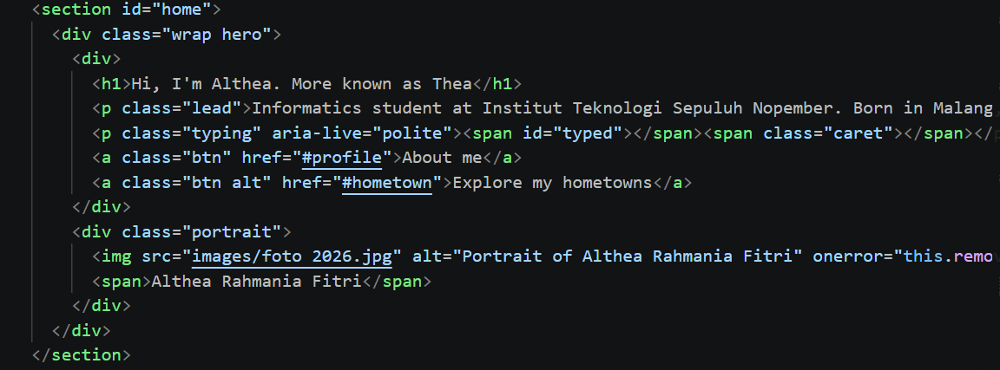 <section id="home">
<div class="wrap hero">
<div>
<h1>Hi, I'm Althea. More known as Thea</h1>
<p class="lead">Informatics student at Institut Teknologi Sepuluh Nopember. Born in Malang
<p class="typing" aria-live="polite"><span id="typed"></span><span class="caret"></span></p
<a class="btn" href="#profile">About me</a>
<a class="btn alt" href="#hometown">Explore my hometowns</a>
</div>
<div class="portrait">
<img src="images/foto 2026.jpg" alt="Portrait of Althea Rahmania Fitri" onerror="this.remo
<span>Althea Rahmania Fitri</span>
</div>
</div>
</section>